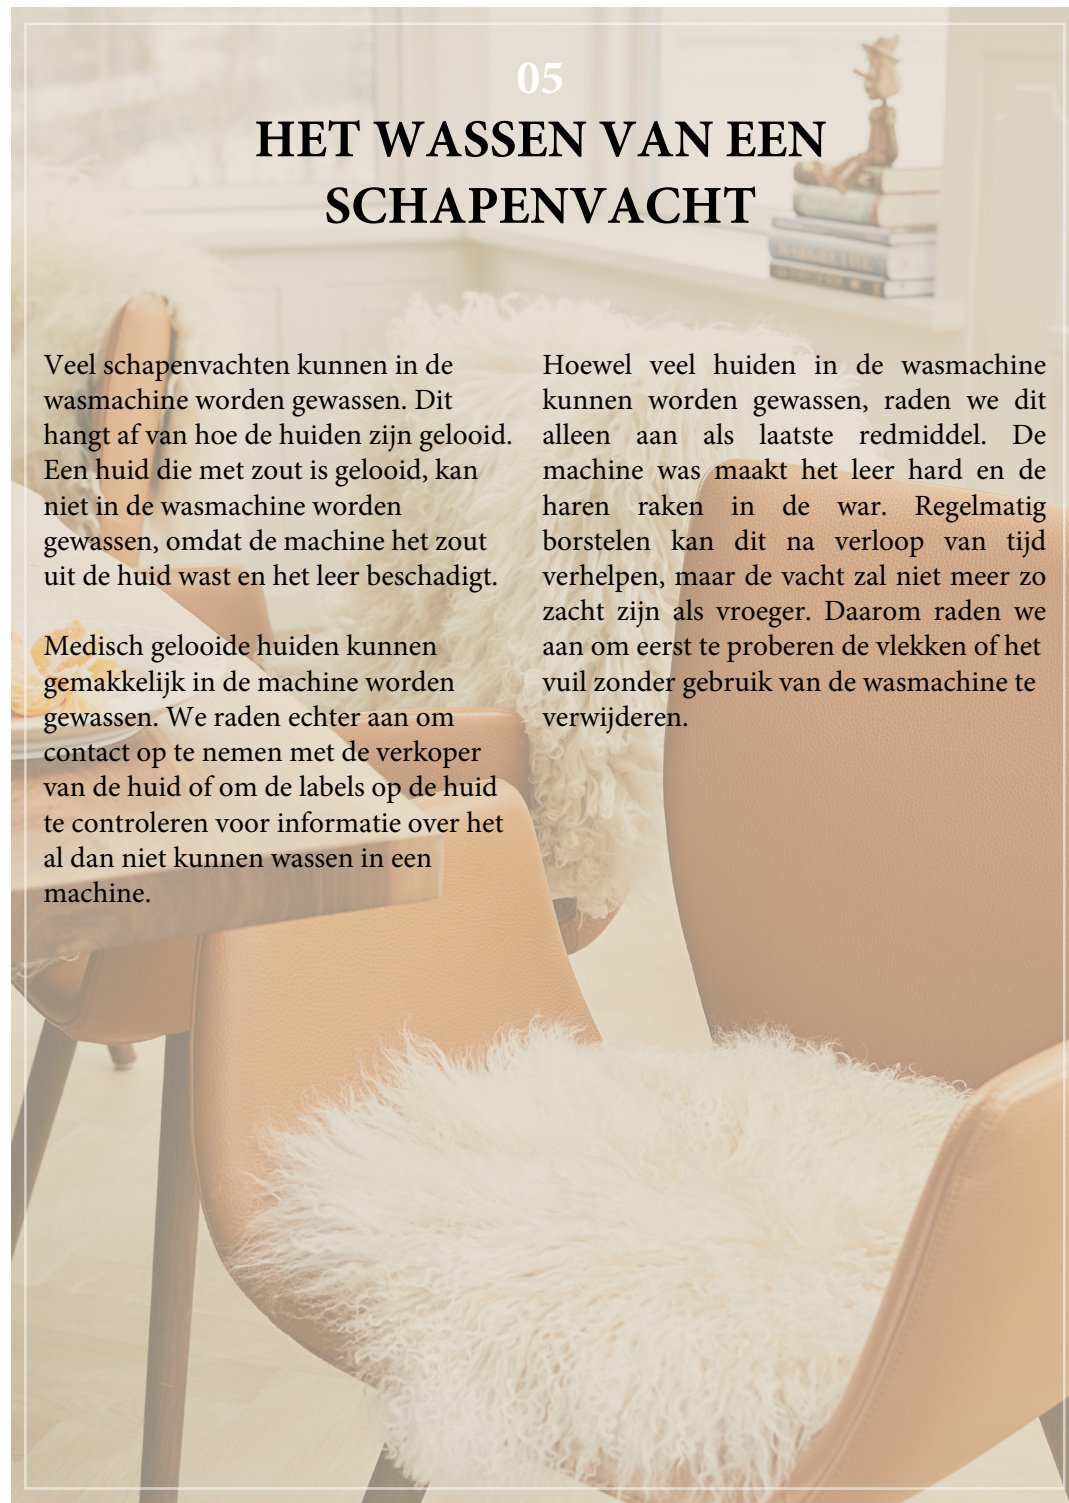 05
HET WASSEN VAN EEN
SCHAPENVACHT
Veel schapenvachten kunnen in de
wasmachine worden gewassen. Dit
hangt af van hoe de huiden zijn gelooid.
Een huid die met zout is gelooid, kan
niet in de wasmachine worden
gewassen, omdat de machine het zout
uit de huid wast en het leer beschadigt.
Medisch gelooide huiden kunnen
gemakkelijk in de machine worden
gewassen. We raden echter aan om
contact op te nemen met de verkoper
van de huid of om de labels op de huid
te controleren voor informatie over het
al dan niet kunnen wassen in een
machine.
Hoewel veel huiden in de wasmachine
kunnen worden gewassen, raden we dit
alleen aan als laatste redmiddel. De
machine was maakt het leer hard en de
haren raken in de war. Regelmatig
borstelen kan dit na verloop van tijd
verhelpen, maar de vacht zal niet meer zo
zacht zijn als vroeger. Daarom raden we
aan om eerst te proberen de vlekken of het
vuil zonder gebruik van de wasmachine te
verwijderen.